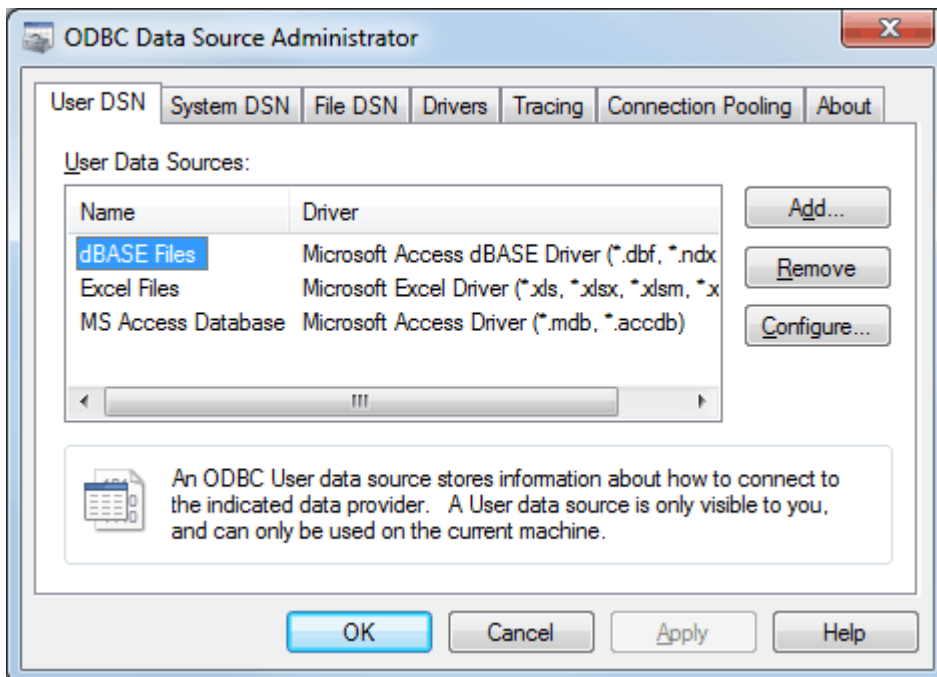 ODBC Data Source Administrator
User DSN System DSN File DSN Drivers Tracing Connection Pooling About
User Data Sources:
Name Driver
dBASE Files Microsoft Access dBASE Driver (*.dbf, *.ndx
Excel Files Microsoft Excel Driver (*.xls, *.xlsx, *.xlsm, *.x
MS Access Database Microsoft Access Driver (*.mdb, *.accdb)
Add...
Remove
Configure...
An ODBC User data source stores information about how to connect to
the indicated data provider. A User data source is only visible to you,
and can only be used on the current machine.
OK Cancel Apply Help